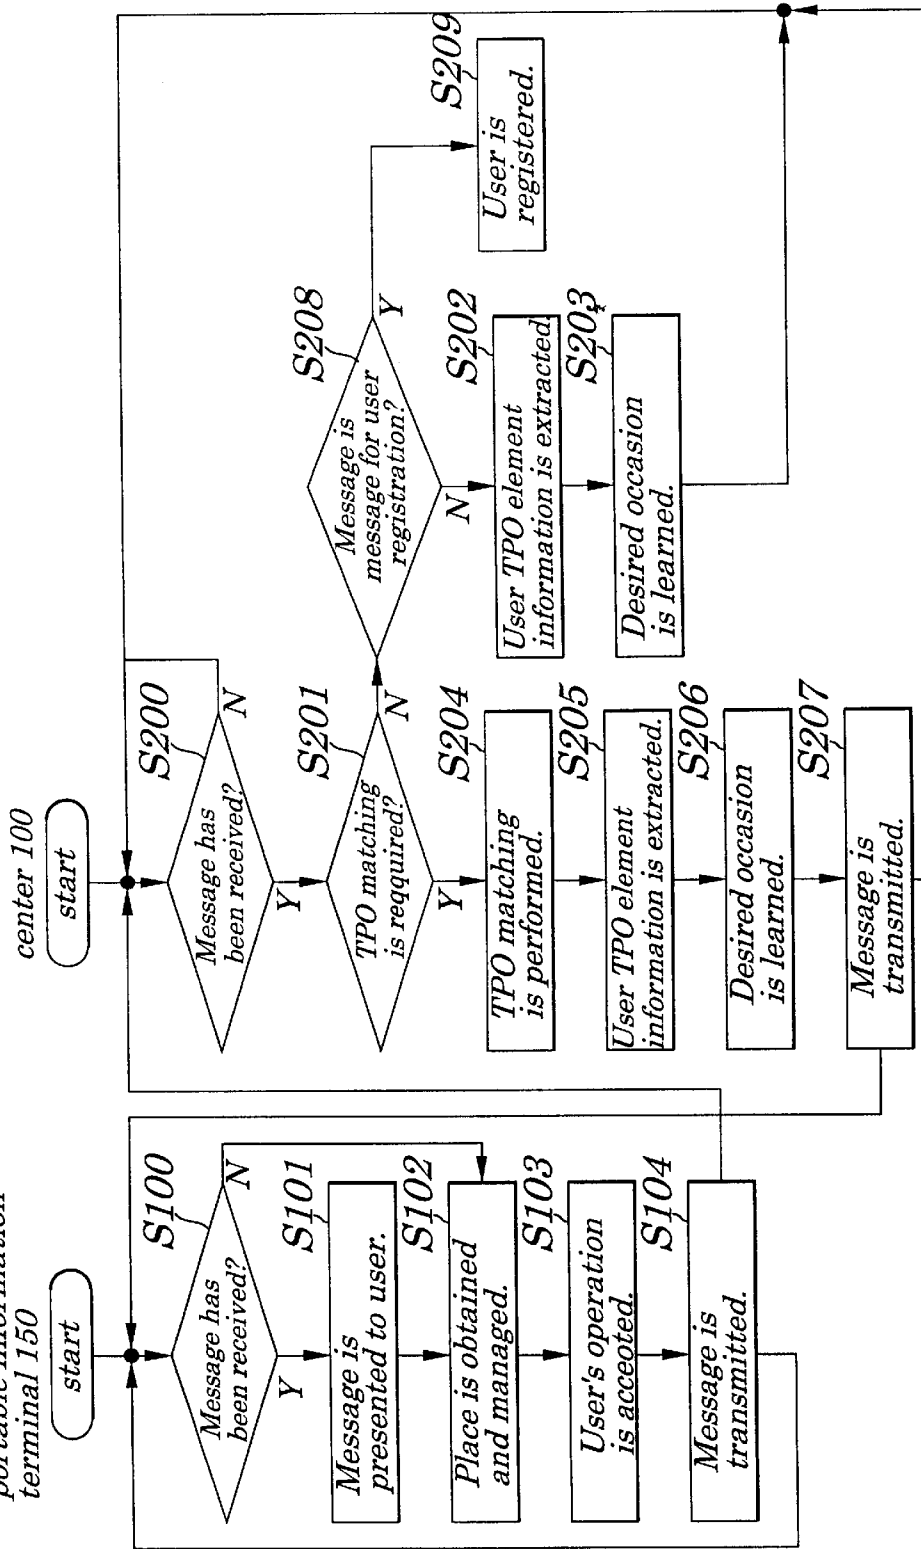 portable information
terminal 150
start
S100
Message has
been received?
N
Y
S101
Message is
presented to user.
S102
Place is obtained
and managed.
S103
User's operation
is acceoted.
S104
Message is
transmitted.
center 100
start
S200
Message has
been received?
N
Y
S201
TPO matching
is required?
N
Y
S204
TPO matching
is performed.
S205
User TPO element
information is extracted.
S206
Desired occasion
is learned.
S207
Message is
transmitted.
S208
Message is
message for user
registration?
Y
N
S202
User TPO element
information is extracted.
S203
Desired occasion
is learned.
S209
User is
registered.